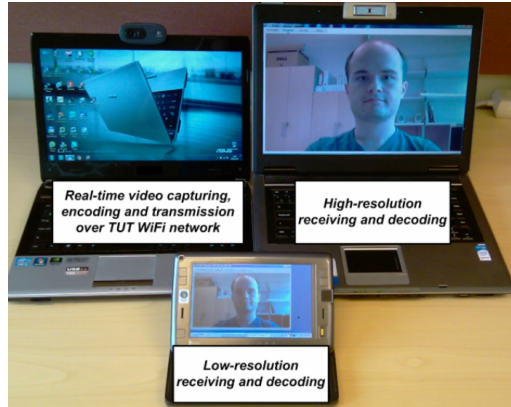 Real-time video capturing,
encoding and transmission
over TUT WiFi network
High-resolution
receiving and decoding
Low-resolution
receiving and decoding